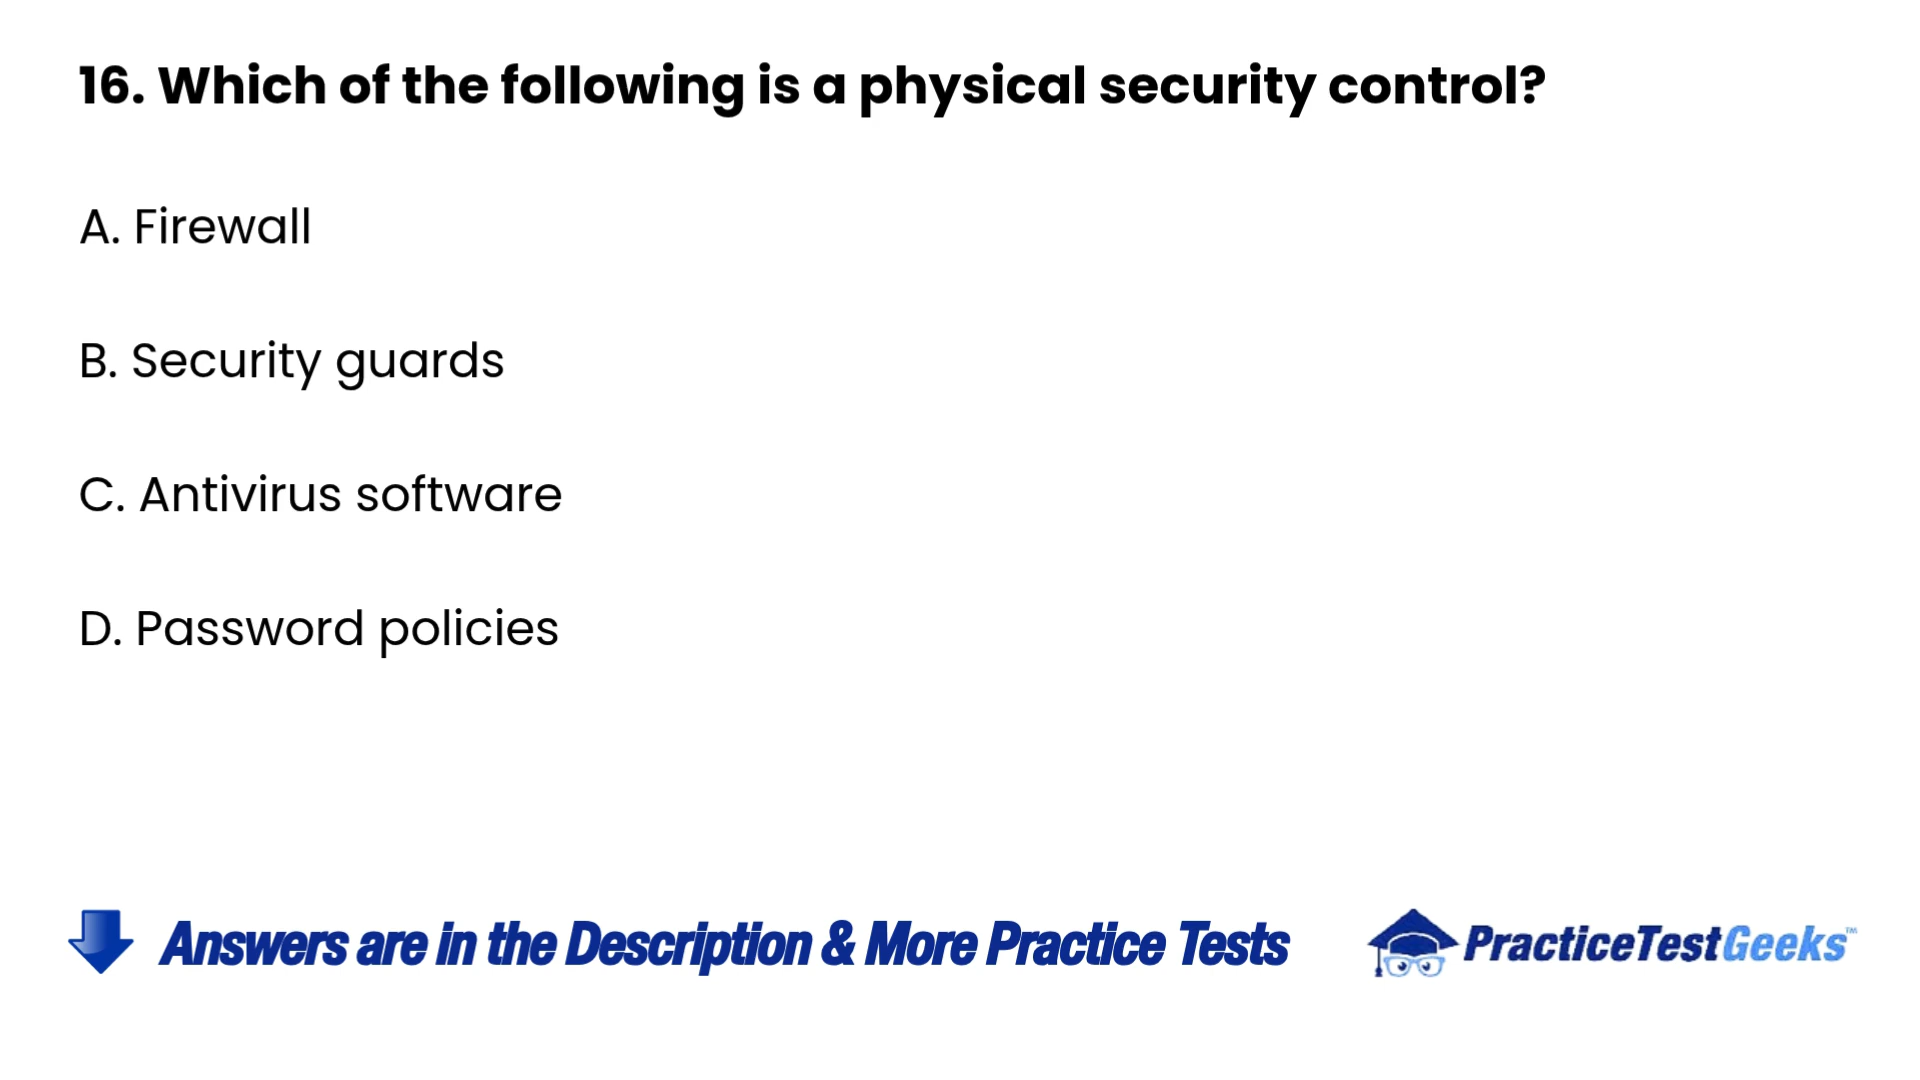 16. Which of the following is a physical security control?
A. Firewall
B. Security guards
C. Antivirus software
D. Password policies
Answers are in the Description & More Practice Tests
PracticeTestGeeks™